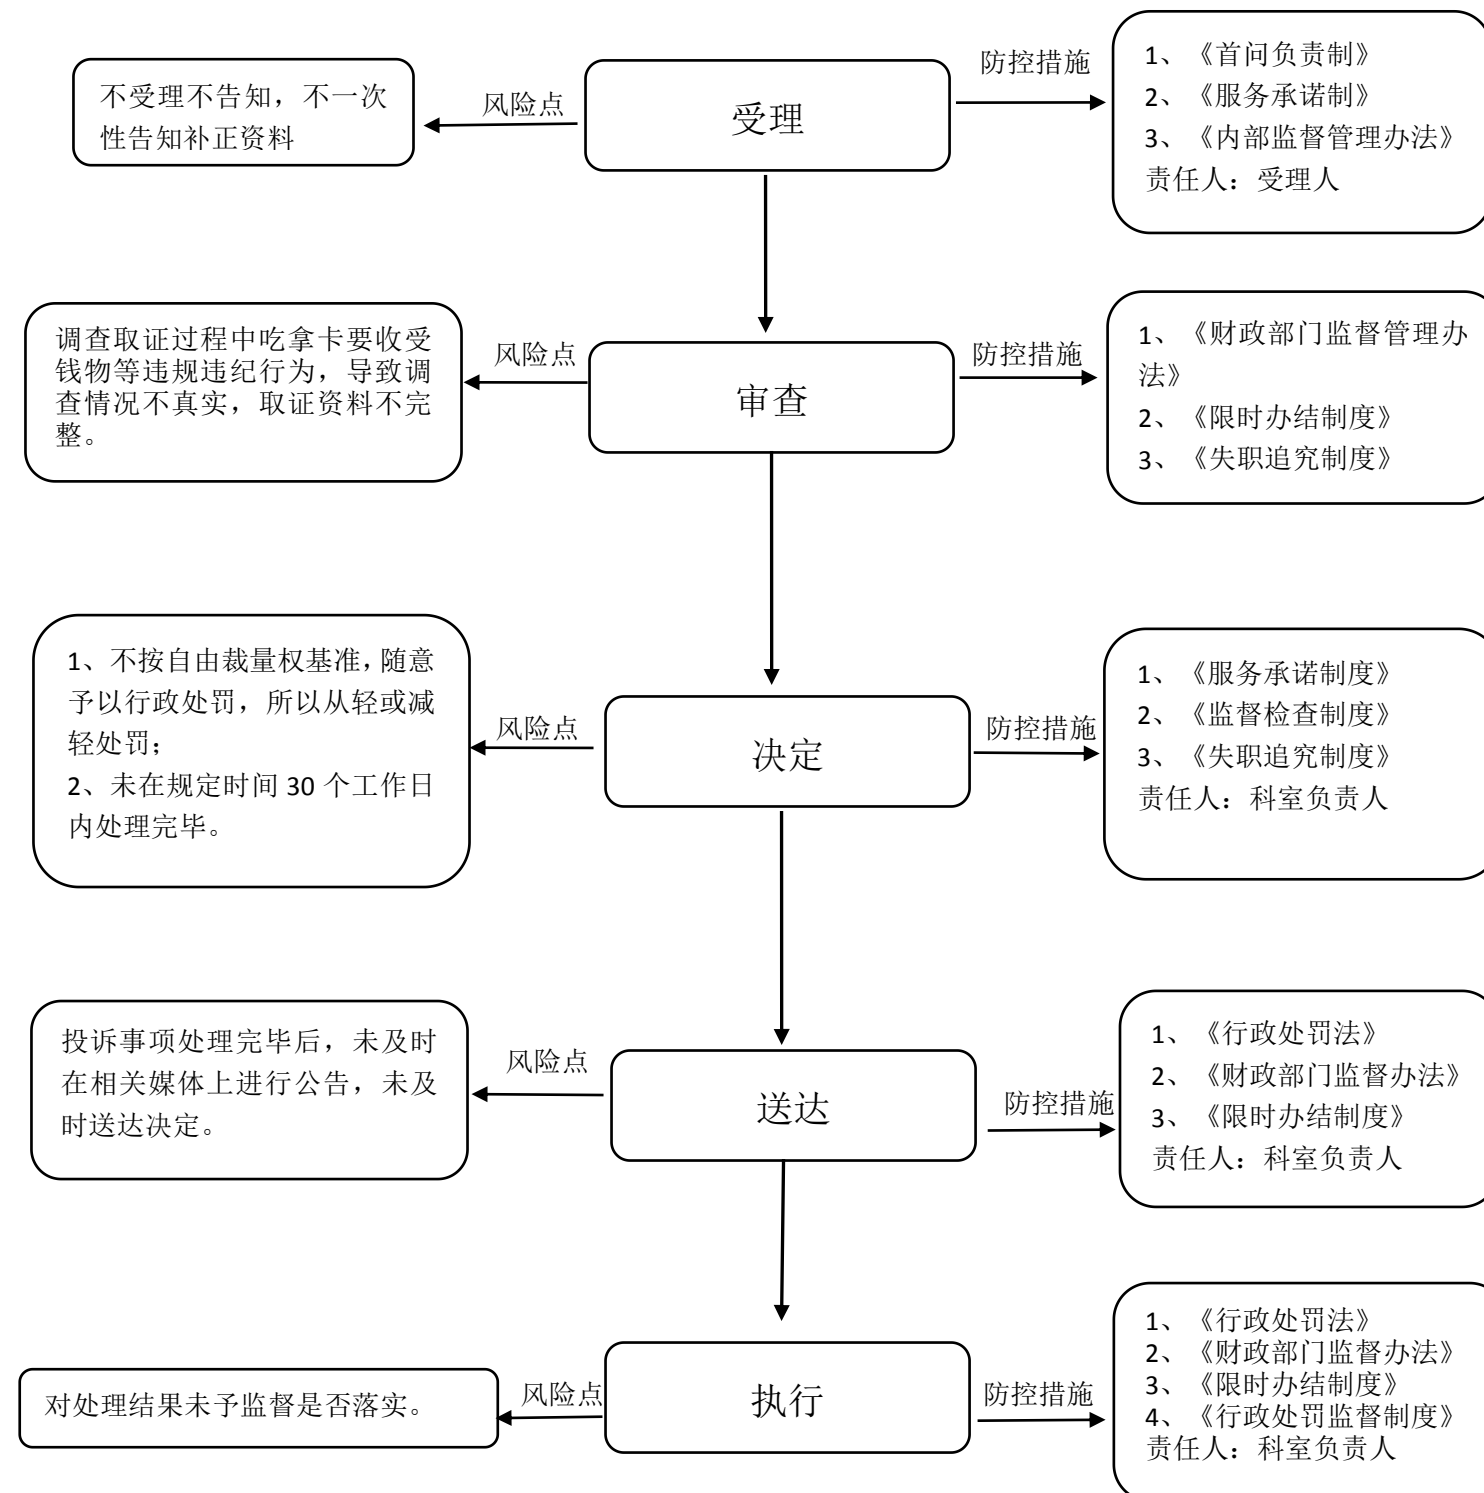 不受理不告知，不一次
性告知补正资料
风险点
受理
防控措施
1、《首问负责制》
2、《服务承诺制》
3、《内部监督管理办法》
责任人：受理人
调查取证过程中吃拿卡要收受
钱物等违规违纪行为，导致调
查情况不真实，取证资料不完
整。
风险点
审查
防控措施
1、《财政部门监督管理办
法》
2、《限时办结制度》
3、《失职追究制度》
1、不按自由裁量权基准，随意
予以行政处罚，所以从轻或减
轻处罚；
2、未在规定时间 30 个工作日
内处理完毕。
风险点
决定
防控措施
1、《服务承诺制度》
2、《监督检查制度》
3、《失职追究制度》
责任人：科室负责人
投诉事项处理完毕后，未及时
在相关媒体上进行公告，未及
时送达决定。
风险点
送达
防控措施
1、《行政处罚法》
2、《财政部门监督办法》
3、《限时办结制度》
责任人：科室负责人
对处理结果未予监督是否落实。
风险点
执行
防控措施
1、《行政处罚法》
2、《财政部门监督办法》
3、《限时办结制度》
4、《行政处罚监督制度》
责任人：科室负责人